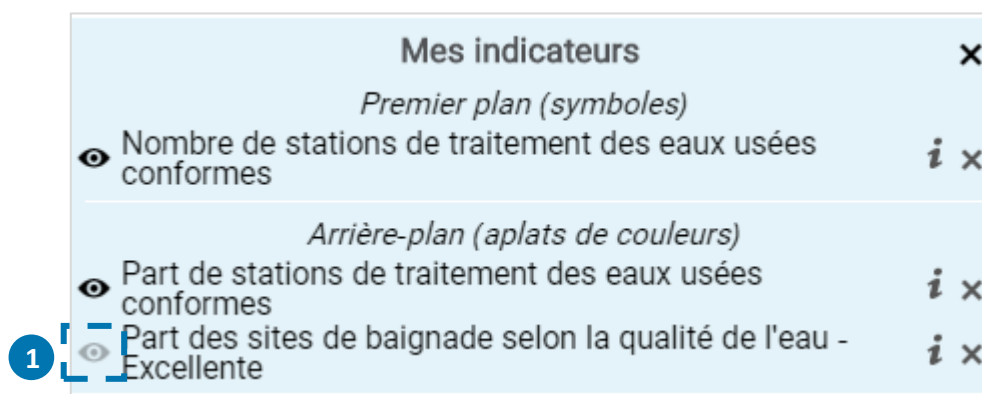 Mes indicateurs
Premier plan (symboles)
Nombre de stations de traitement des eaux usées
conformes
Arrière-plan (aplats de couleurs)
Part de stations de traitement des eaux usées
conformes
1
Part des sites de baignade selon la qualité de l'eau -
Excellente